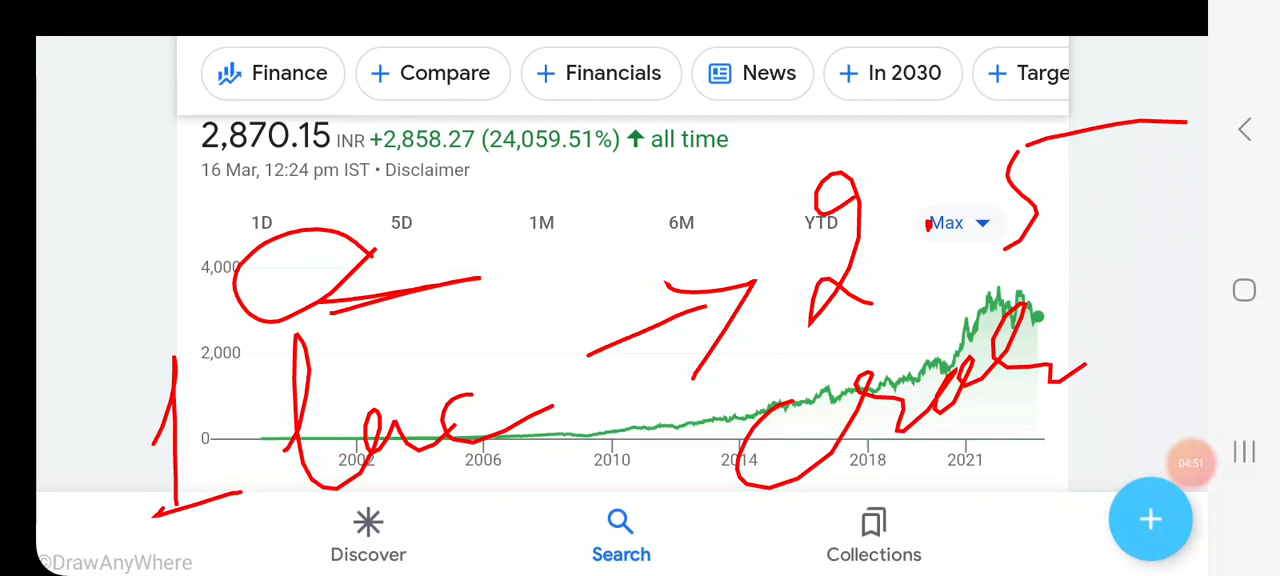 Finance Compare Financials News In 2030 Targe
2,870.15 INR +2,858.27 (24,059.51%) all time
16 Mar, 12:24 pm IST • Disclaimer
1D 5D 1M 6M YTD Max
4,000
2,000
0
2002 2006 2010 2014 2018 2021
04:51
Discover Search Collections
©DrawAnyWhere